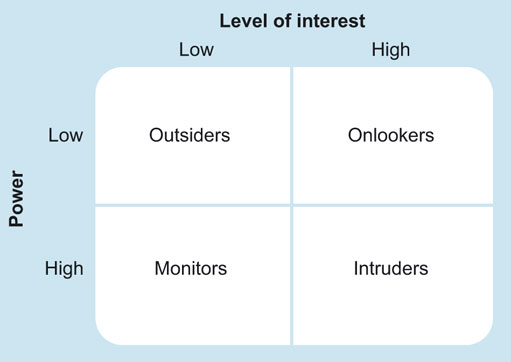 Level of interest
Low High
Low Outsiders Onlookers
Power
High Monitors Intruders